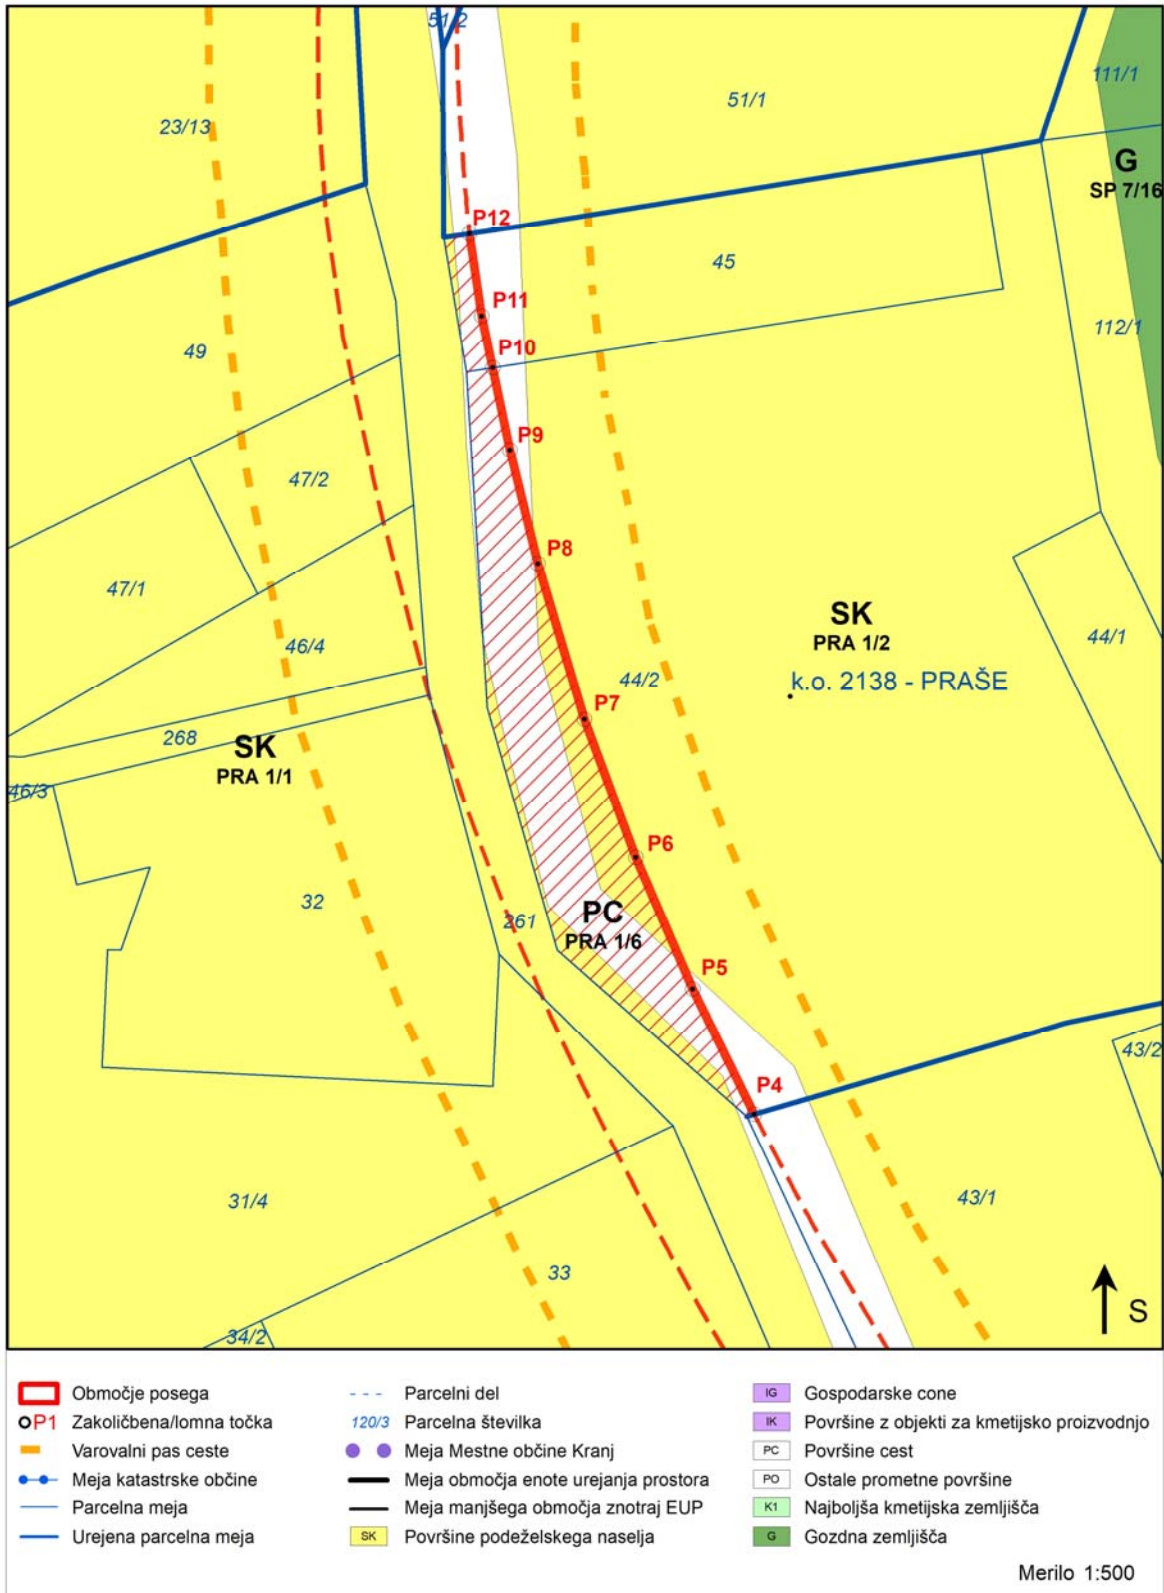 51/2
51/1
111/1
23/13
G
SP 7/16
P12
45
P11
112/1
49
P10
P9
47/2
P8
47/1
SK
PRA 1/2
44/1
46/4
44/2
k.o. 2138 - PRAŠE
P7
268
SK
PRA 1/1
46/3
P6
32
261
PC
PRA 1/6
P5
43/2
P4
31/4
43/1
33
34/2
S
Območje posega
P1 Zakoličbena/lomna točka
Varovalni pas ceste
Meja katastrske občine
Parcelna meja
Urejena parcelna meja
Parcelni del
120/3 Parcelna številka
Meja Mestne občine Kranj
Meja območja enote urejanja prostora
Meja manjšega območja znotraj EUP
SK Površine podeželskega naselja
IG Gospodarske cone
IK Površine z objekti za kmetijsko proizvodnjo
PC Površine cest
PO Ostale prometne površine
K1 Najboljša kmetijska zemljišča
G Gozdna zemljišča
Merilo 1:500